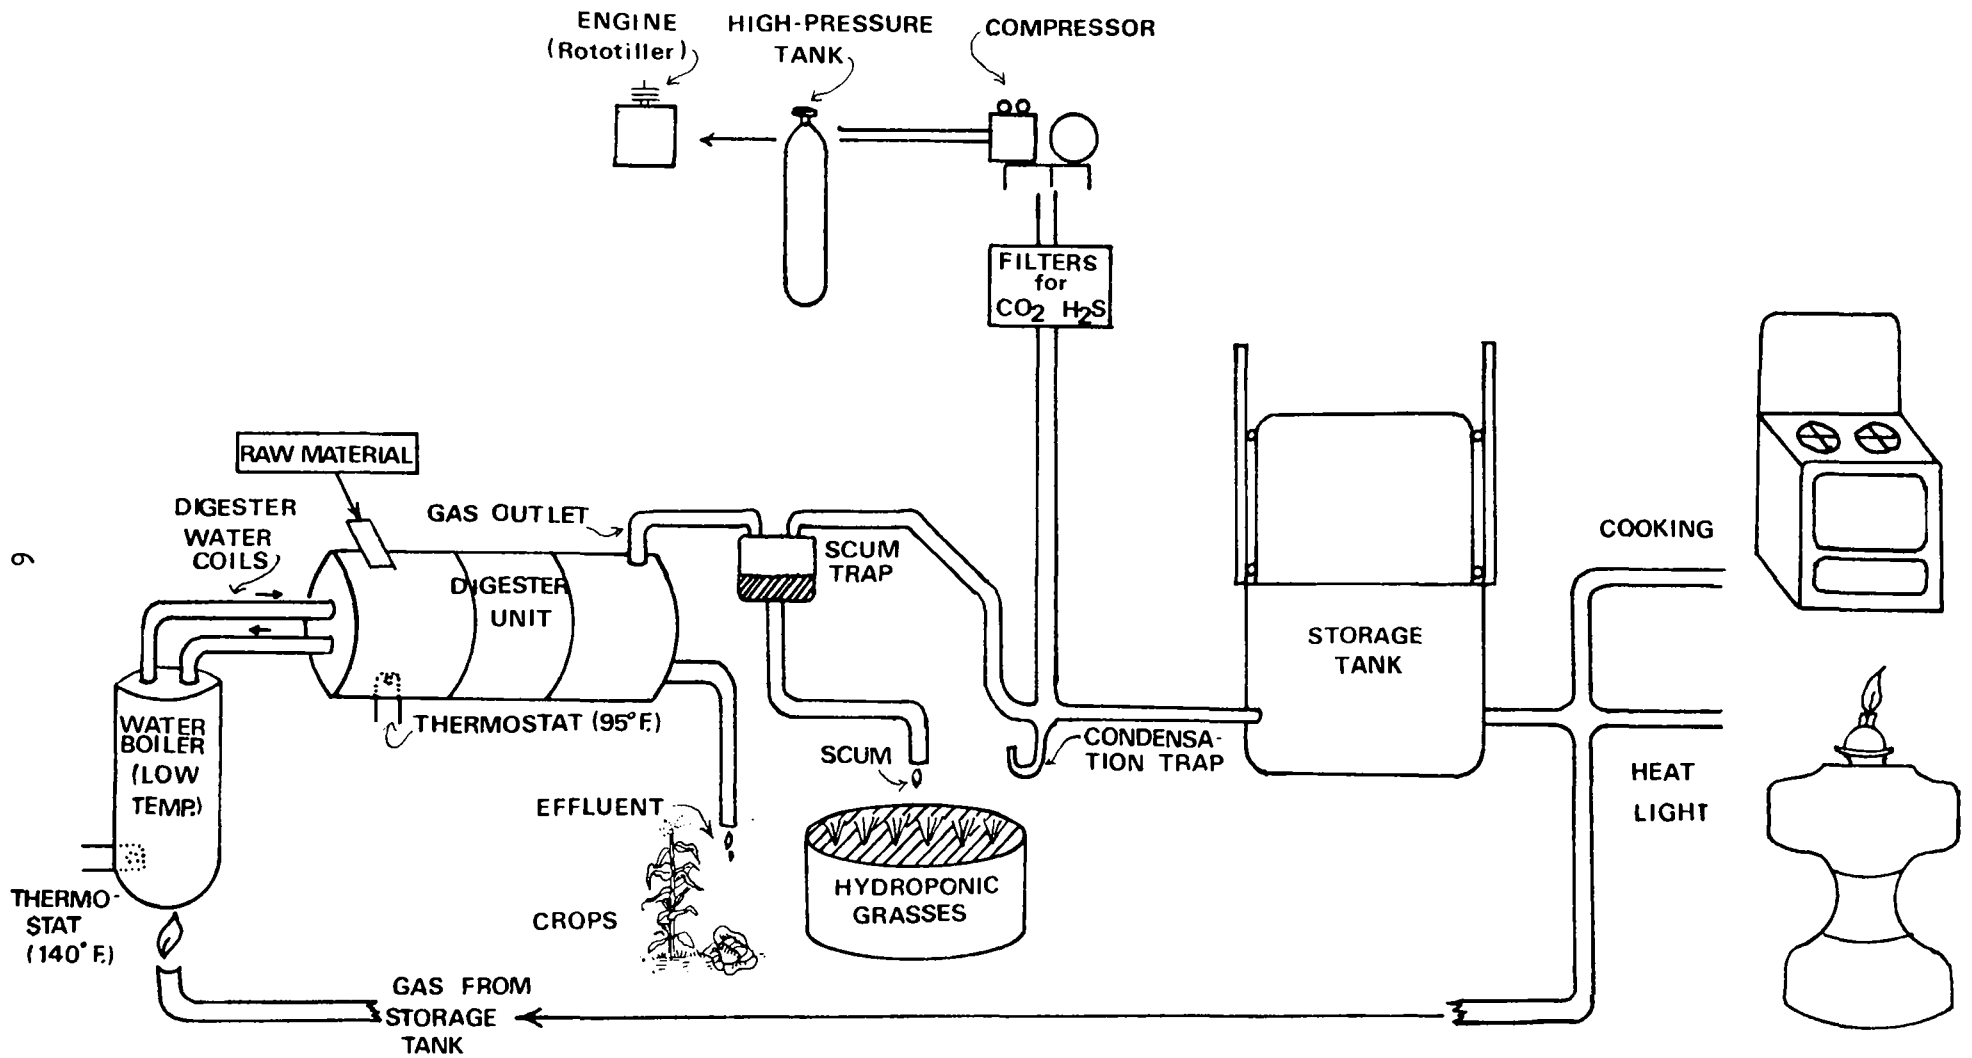 ENGINE
(Rototiller)
HIGH-PRESSURE
TANK
COMPRESSOR
FILTERS
for
CO2 H2S
RAW MATERIAL
DIGESTER
WATER
COILS
GAS OUTLET
SCUM
TRAP
DIGESTER
UNIT
COOKING
STORAGE
TANK
THERMOSTAT (95°F.)
WATER
BOILER
(LOW
TEMP.)
CONDENSA-
TION TRAP
SCUM
HEAT
LIGHT
EFFLUENT
HYDROPONIC
GRASSES
CROPS
THERMO-
STAT
(140°F.)
GAS FROM
STORAGE
TANK
6